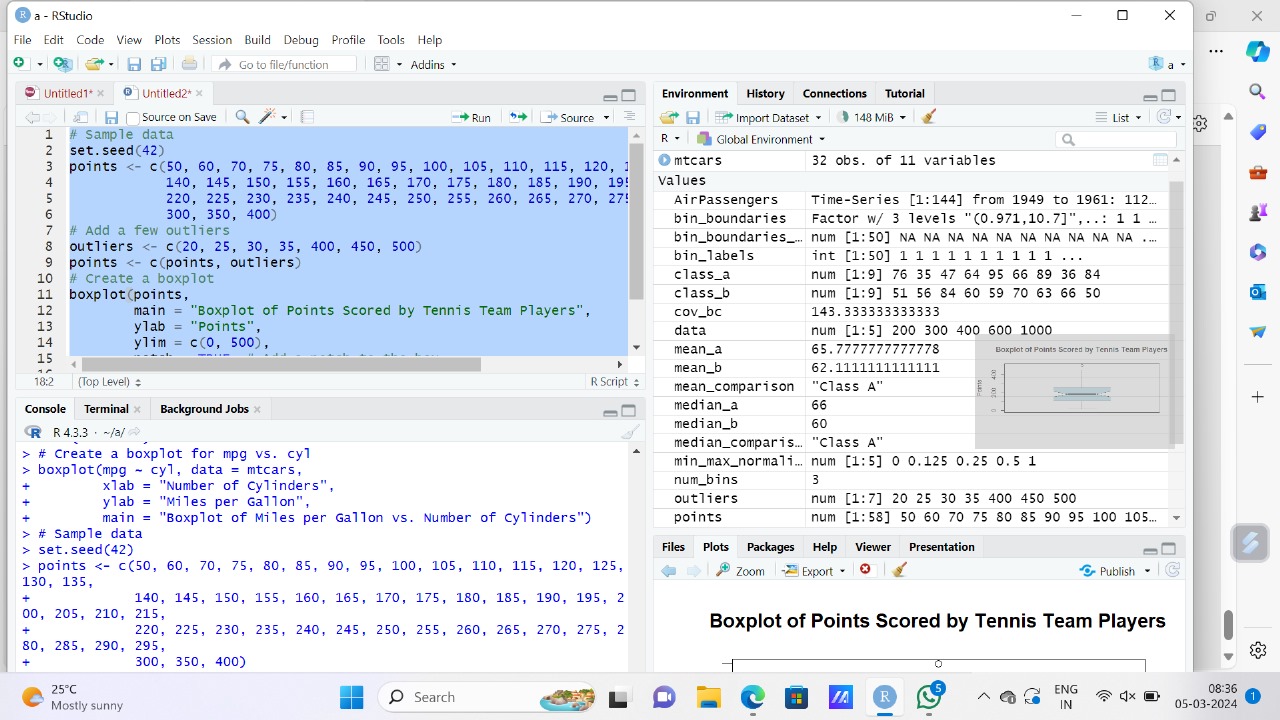 a - RStudio
File Edit Code View Plots Session Build Debug Profile Tools Help
Go to file/function Addins a
Untitled1* Untitled2*
Source on Save Run Source
1 # Sample data
2 set.seed(42)
3 points <- c(50, 60, 70, 75, 80, 85, 90, 95, 100, 105, 110, 115, 120, 1
4 140, 145, 150, 155, 160, 165, 170, 175, 180, 185, 190, 195
5 220, 225, 230, 235, 240, 245, 250, 255, 260, 265, 270, 275
6 300, 350, 400)
7 # Add a few outliers
8 outliers <- c(20, 25, 30, 35, 400, 450, 500)
9 points <- c(points, outliers)
10 # Create a boxplot
11 boxplot(points,
12 main = "Boxplot of Points Scored by Tennis Team Players",
13 ylab = "Points",
14 ylim = c(0, 500),
15
18:2 (Top Level) R Script
Console Terminal Background Jobs
R 4.3.3 · ~/a/
> # Create a boxplot for mpg vs. cyl
> boxplot(mpg ~ cyl, data = mtcars,
+ xlab = "Number of Cylinders",
+ ylab = "Miles per Gallon",
+ main = "Boxplot of Miles per Gallon vs. Number of Cylinders")
> # Sample data
> set.seed(42)
> points <- c(50, 60, 70, 75, 80, 85, 90, 95, 100, 105, 110, 115, 120, 125,
130, 135,
+ 140, 145, 150, 155, 160, 165, 170, 175, 180, 185, 190, 195, 2
00, 205, 210, 215,
+ 220, 225, 230, 235, 240, 245, 250, 255, 260, 265, 270, 275, 2
80, 285, 290, 295,
+ 300, 350, 400)
Environment History Connections Tutorial
Import Dataset 148 MiB List
R Global Environment
mtcars 32 obs. of 11 variables
Values
AirPassengers Time-Series [1:144] from 1949 to 1961: 112…
bin_boundaries Factor w/ 3 levels "(0.971,10.7]",..: 1 1 …
bin_boundaries_… num [1:50] NA NA NA NA NA NA NA NA NA NA ...
bin_labels int [1:50] 1 1 1 1 1 1 1 1 1 1 ...
class_a num [1:9] 76 35 47 64 95 66 89 36 84
class_b num [1:9] 51 56 84 60 59 70 63 66 50
cov_bc 143.333333333333
data num [1:5] 200 300 400 600 1000
mean_a 65.7777777777778
mean_b 62.1111111111111
mean_comparison "Class A"
median_a 66
median_b 60
median_comparis… "Class A"
min_max_normali… num [1:5] 0 0.125 0.25 0.5 1
num_bins 3
outliers num [1:7] 20 25 30 35 400 450 500
points num [1:58] 50 60 70 75 80 85 90 95 100 105…
Boxplot of Points Scored by Tennis Team Players
Points
0 200 400
Files Plots Packages Help Viewer Presentation
Zoom Export Publish
Boxplot of Points Scored by Tennis Team Players
25°C
Mostly sunny
Search
5
ENG
IN
08:36
05-03-2024
1